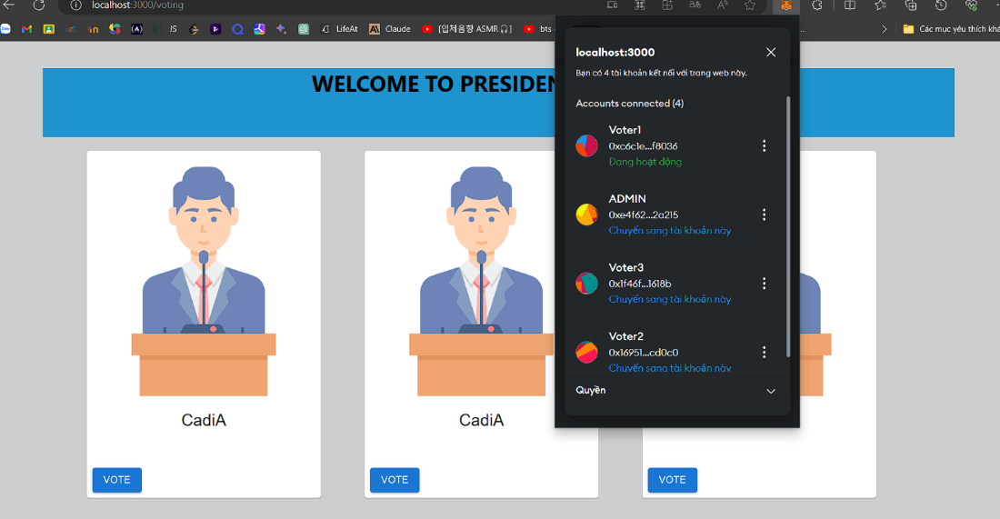 localhost:3000/voting
JS
LifeAt
Claude
[입체음향 ASMR🎧]
bts
Các mục yêu thích khá
WELCOME TO PRESIDEN
localhost:3000
Bạn có 4 tài khoản kết nối với trang web này.
Accounts connected (4)
Voter1
0xc6c1e...f8036
Đang hoạt động
ADMIN
0xe4f62...2a215
Chuyển sang tài khoản này
Voter3
0x1f46f...1618b
Chuyển sang tài khoản này
Voter2
0x16951...cd0c0
Chuyển sang tài khoản này
Quyền
CadiA
CadiA
VOTE
VOTE
VOTE